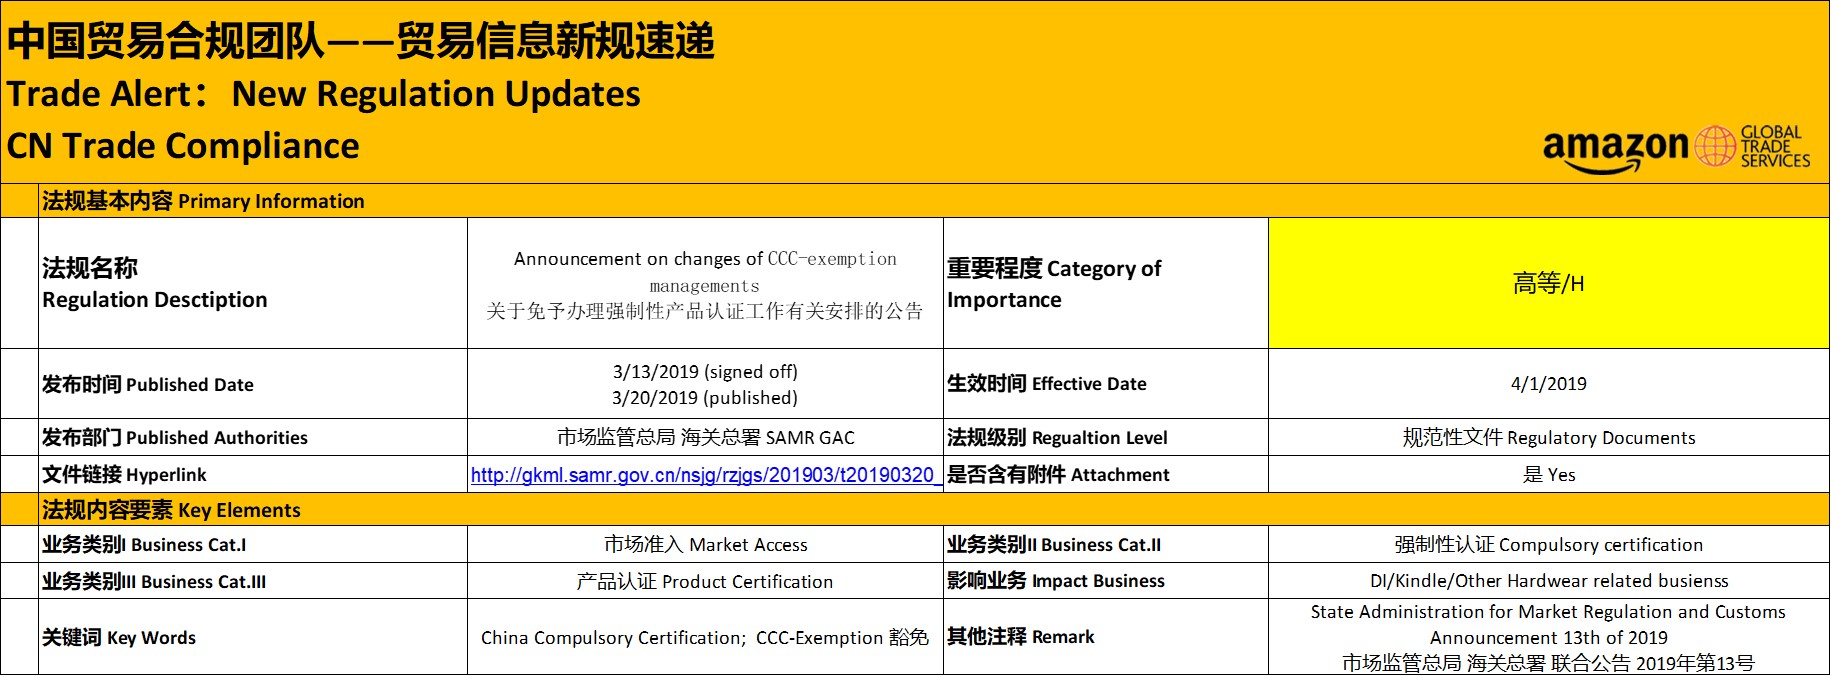 中国贸易合规团队——贸易信息新规速递
Trade Alert：New Regulation Updates
CN Trade Compliance
amazon
GLOBAL
TRADE
SERVICES
法规基本内容 Primary Information
法规名称
Regulation Desctiption
Announcement on changes of CCC-exemption
managements
关于免予办理强制性产品认证工作有关安排的公告
重要程度 Category of
Importance
高等/H
发布时间 Published Date
3/13/2019 (signed off)
3/20/2019 (published)
生效时间 Effective Date
4/1/2019
发布部门 Published Authorities
市场监管总局 海关总署 SAMR GAC
法规级别 Regualtion Level
规范性文件 Regulatory Documents
文件链接 Hyperlink
http://gkml.samr.gov.cn/nsjg/rzjgs/201903/t20190320_
是否含有附件 Attachment
是 Yes
法规内容要素 Key Elements
业务类别I Business Cat.I
市场准入 Market Access
业务类别II Business Cat.II
强制性认证 Compulsory certification
业务类别III Business Cat.III
产品认证 Product Certification
影响业务 Impact Business
DI/Kindle/Other Hardwear related busienss
关键词 Key Words
China Compulsory Certification；CCC-Exemption 豁免
其他注释 Remark
State Administration for Market Regulation and Customs
Announcement 13th of 2019
市场监管总局 海关总署 联合公告 2019年第13号